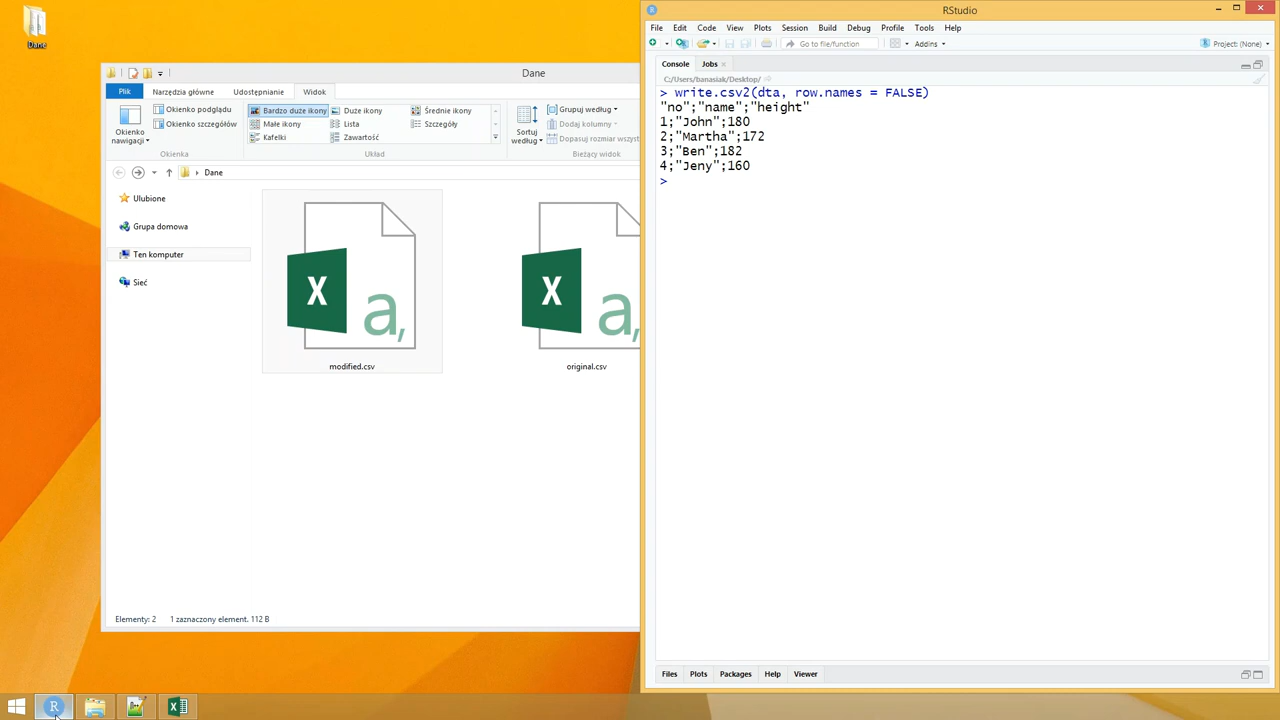 Dane
Dane
Plik
Narzędzia główne
Udostępnianie
Widok
Okienko nawigacji
Okienko podglądu
Okienko szczegółów
Okienka
Bardzo duże ikony
Duże ikony
Średnie ikony
Małe ikony
Lista
Szczegóły
Kafelki
Zawartość
Układ
Sortuj według
Grupuj według
Dodaj kolumny
Dopasuj rozmiar wszyst
Bieżący widok
Dane
Ulubione
Grupa domowa
Ten komputer
Sieć
modified.csv
original.csv
Elementy: 2 1 zaznaczony element. 112 B
RStudio
File Edit Code View Plots Session Build Debug Profile Tools Help
Go to file/function
Addins
Project: (None)
Console Jobs
C:/Users/banasiak/Desktop/
> write.csv2(dta, row.names = FALSE)
"no";"name";"height"
1;"John";180
2;"Martha";172
3;"Ben";182
4;"Jeny";160
>
Files Plots Packages Help Viewer